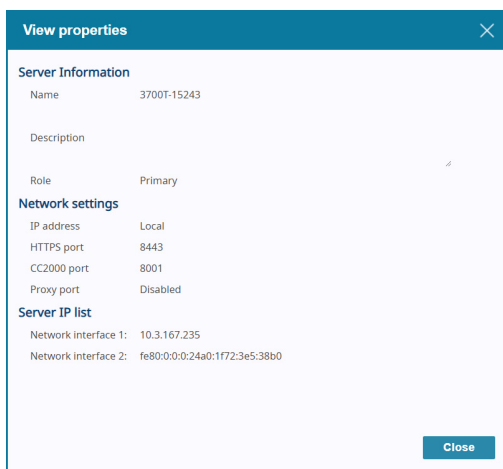 View properties
Server Information
Name 3700T-15243
Description
Role Primary
Network settings
IP address Local
HTTPS port 8443
CC2000 port 8001
Proxy port Disabled
Server IP list
Network interface 1: 10.3.167.235
Network interface 2: fe80:0:0:0:24a0:1f72:3e5:38b0
Close